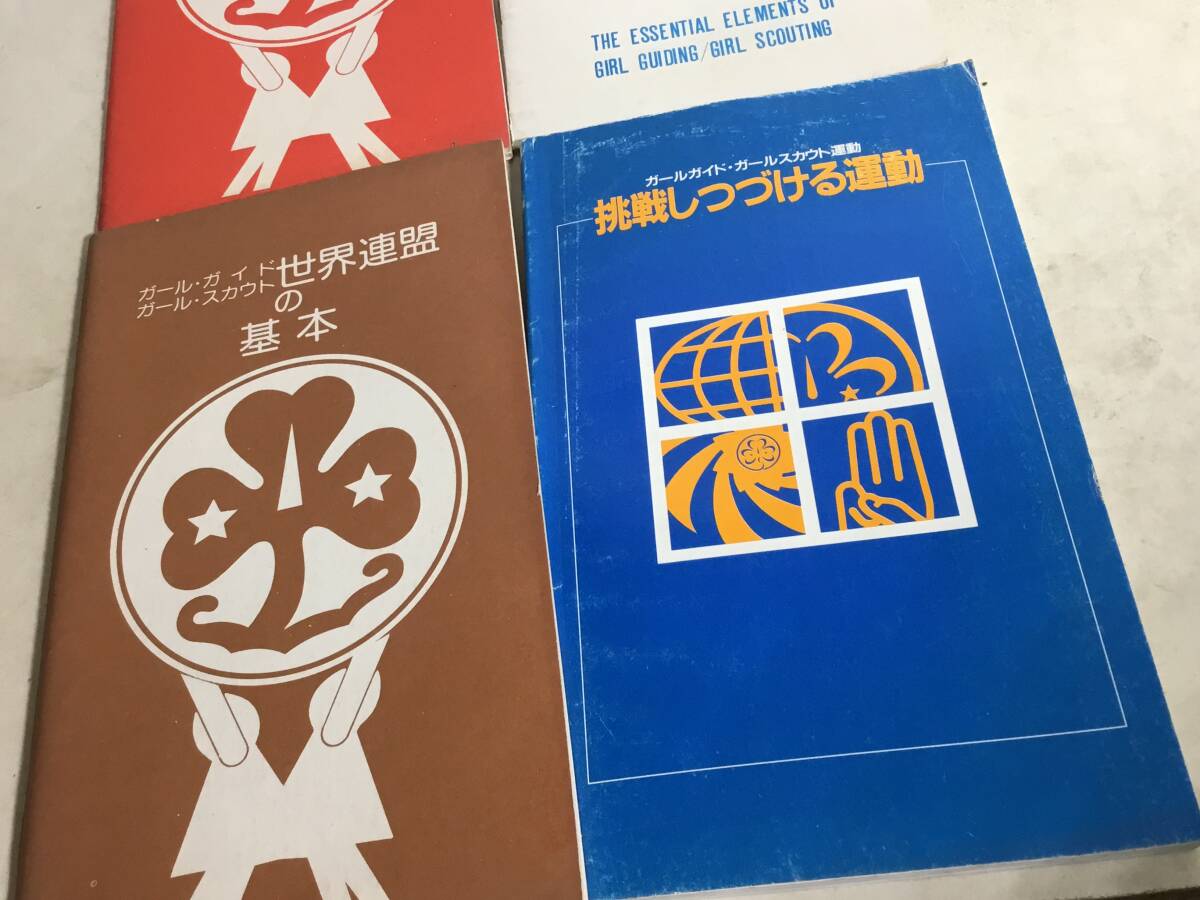 THE ESSENTIAL ELEMENTS OF
GIRL GUIDING/GIRL SCOUTING
ガール・ガイド
ガール・スカウト
世界連盟
の
基本
ガールガイド・ガールスカウト運動
挑戦しつづける運動